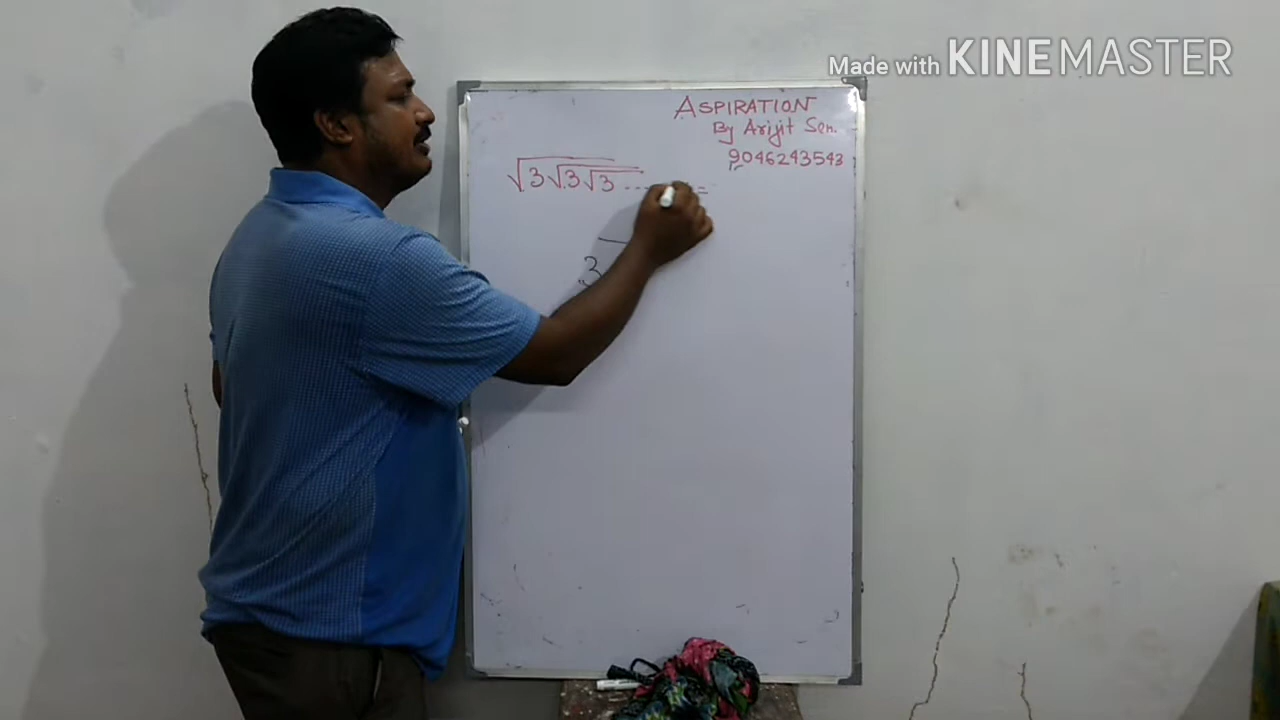 Made with KINEMASTER
ASPIRATION
By Arijit Sen.
9046243543
√3√3√3 ...... =
3